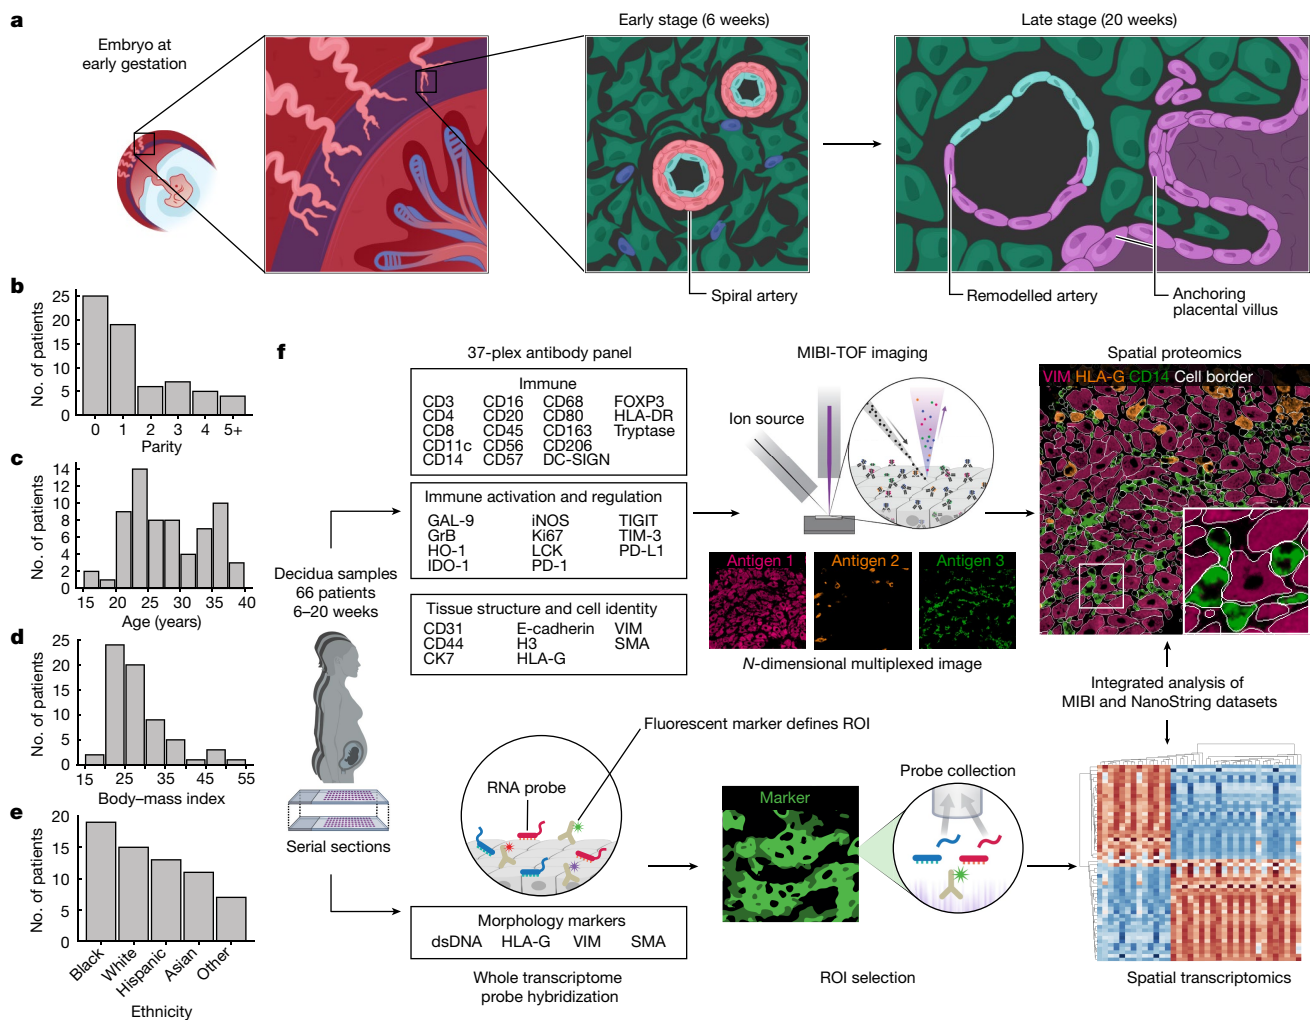 a
Embryo at
early gestation
Early stage (6 weeks)
Late stage (20 weeks)
Spiral artery
Remodelled artery
Anchoring
placental villus
b
No. of patients
25
20
15
10
5
0
0 1 2 3 4 5+
Parity
c
No. of patients
14
12
10
8
6
4
2
0
15 20 25 30 35 40
Age (years)
d
No. of patients
25
20
15
10
5
0
15 25 35 45 55
Body–mass index
e
No. of patients
20
15
10
5
0
Black
White
Hispanic
Asian
Other
Ethnicity
f
Decidua samples
66 patients
6–20 weeks
Serial sections
37-plex antibody panel
Immune
CD3 CD16 CD68 FOXP3
CD4 CD20 CD80 HLA-DR
CD8 CD45 CD163 Tryptase
CD11c CD56 CD206
CD14 CD57 DC-SIGN
Immune activation and regulation
GAL-9 iNOS TIGIT
GrB Ki67 TIM-3
HO-1 LCK PD-L1
IDO-1 PD-1
Tissue structure and cell identity
CD31 E-cadherin VIM
CD44 H3 SMA
CK7 HLA-G
MIBI-TOF imaging
Ion source
Antigen 1 Antigen 2 Antigen 3
N-dimensional multiplexed image
Spatial proteomics
VIM HLA-G CD14 Cell border
Integrated analysis of
MIBI and NanoString datasets
Fluorescent marker defines ROI
RNA probe
Morphology markers
dsDNA HLA-G VIM SMA
Whole transcriptome
probe hybridization
Marker
Probe collection
ROI selection
Spatial transcriptomics